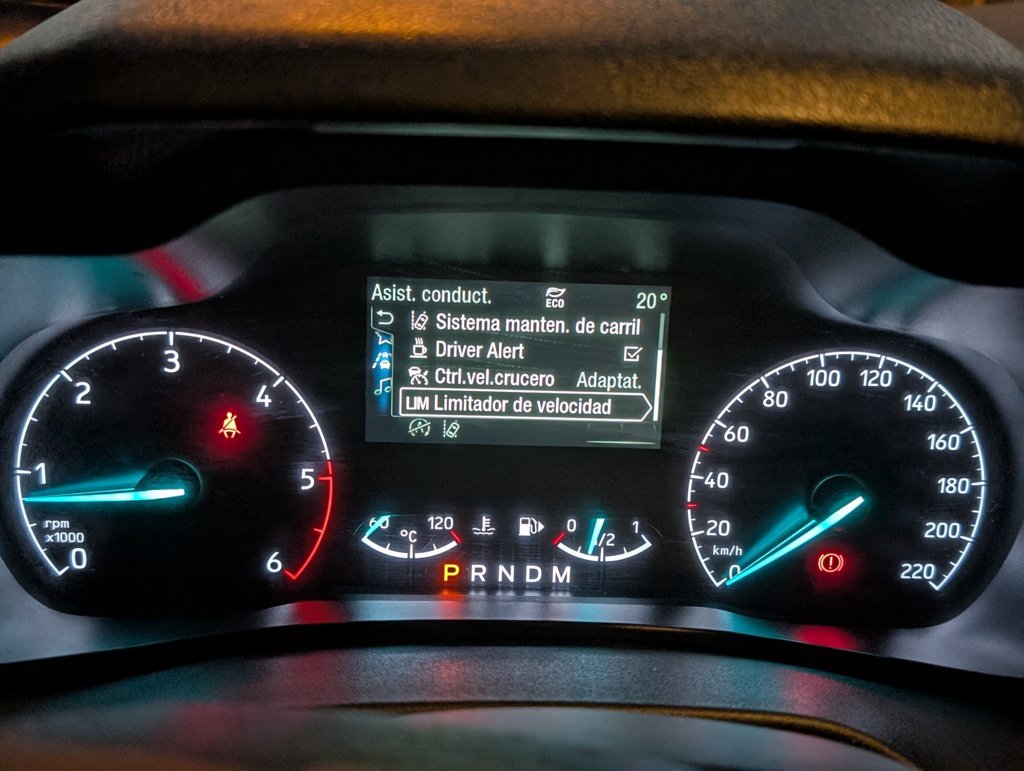 Asist. conduct. ECO 20°
Sistema manten. de carril
Driver Alert
Ctrl.vel.crucero Adaptat.
LIM Limitador de velocidad
0
1
2
3
4
5
6
rpm
x1000
60 120
°C
0 1/2 1
P R N D M
0
20
40
60
80
100
120
140
160
180
200
220
km/h